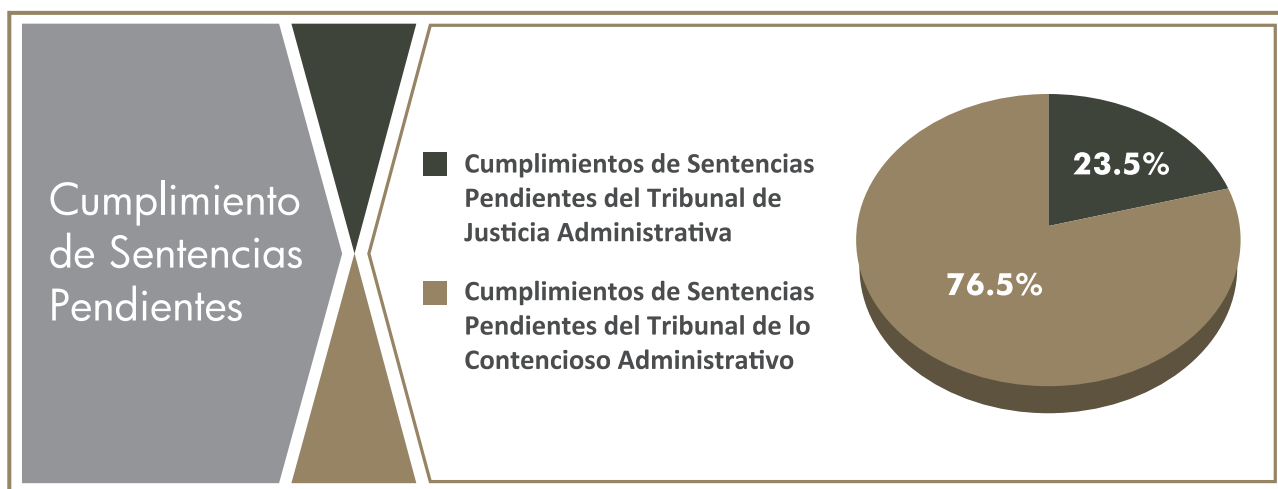 Cumplimiento
de Sentencias
Pendientes
Cumplimientos de Sentencias
Pendientes del Tribunal de
Justicia Administrativa
Cumplimientos de Sentencias
Pendientes del Tribunal de lo
Contencioso Administrativo
23.5%
76.5%